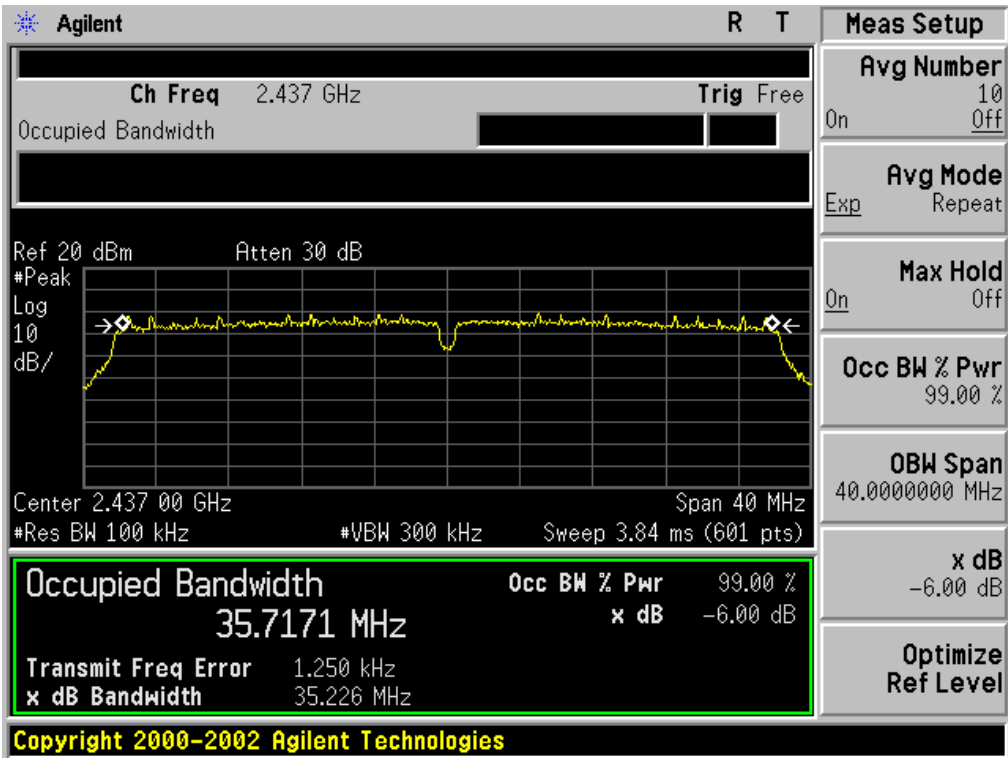 Agilent R T
Ch Freq 2.437 GHz Trig Free
Occupied Bandwidth
Ref 20 dBm Atten 30 dB
#Peak
Log
10
dB/
Center 2.437 00 GHz Span 40 MHz
#Res BW 100 kHz #VBW 300 kHz Sweep 3.84 ms (601 pts)
Occupied Bandwidth Occ BW % Pwr 99.00 %
35.7171 MHz x dB -6.00 dB
Transmit Freq Error 1.250 kHz
x dB Bandwidth 35.226 MHz
Copyright 2000-2002 Agilent Technologies
Meas Setup
Avg Number
10
On Off
Avg Mode
Exp Repeat
Max Hold
On Off
Occ BW % Pwr
99.00 %
OBW Span
40.0000000 MHz
x dB
-6.00 dB
Optimize
Ref Level